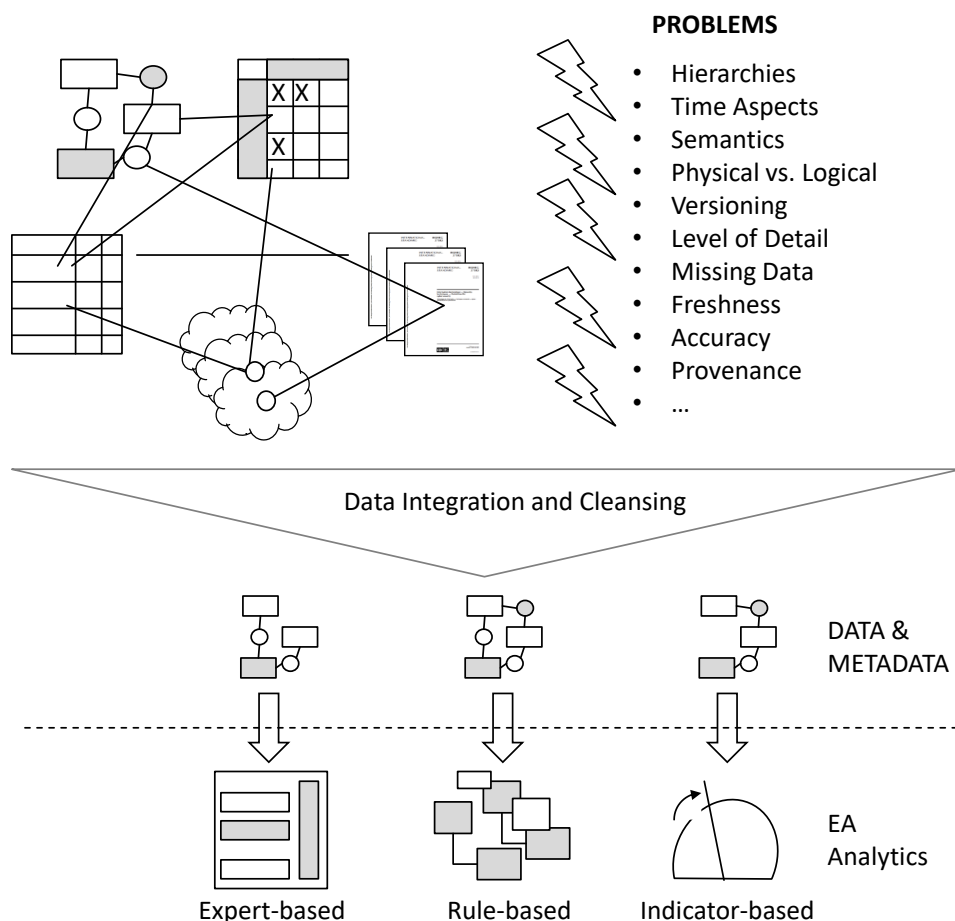 PROBLEMS
X X
X
• Hierarchies
• Time Aspects
• Semantics
• Physical vs. Logical
• Versioning
• Level of Detail
• Missing Data
• Freshness
• Accuracy
• Provenance
• ...
Data Integration and Cleansing
DATA &
METADATA
EA
Analytics
Expert-based
Rule-based
Indicator-based